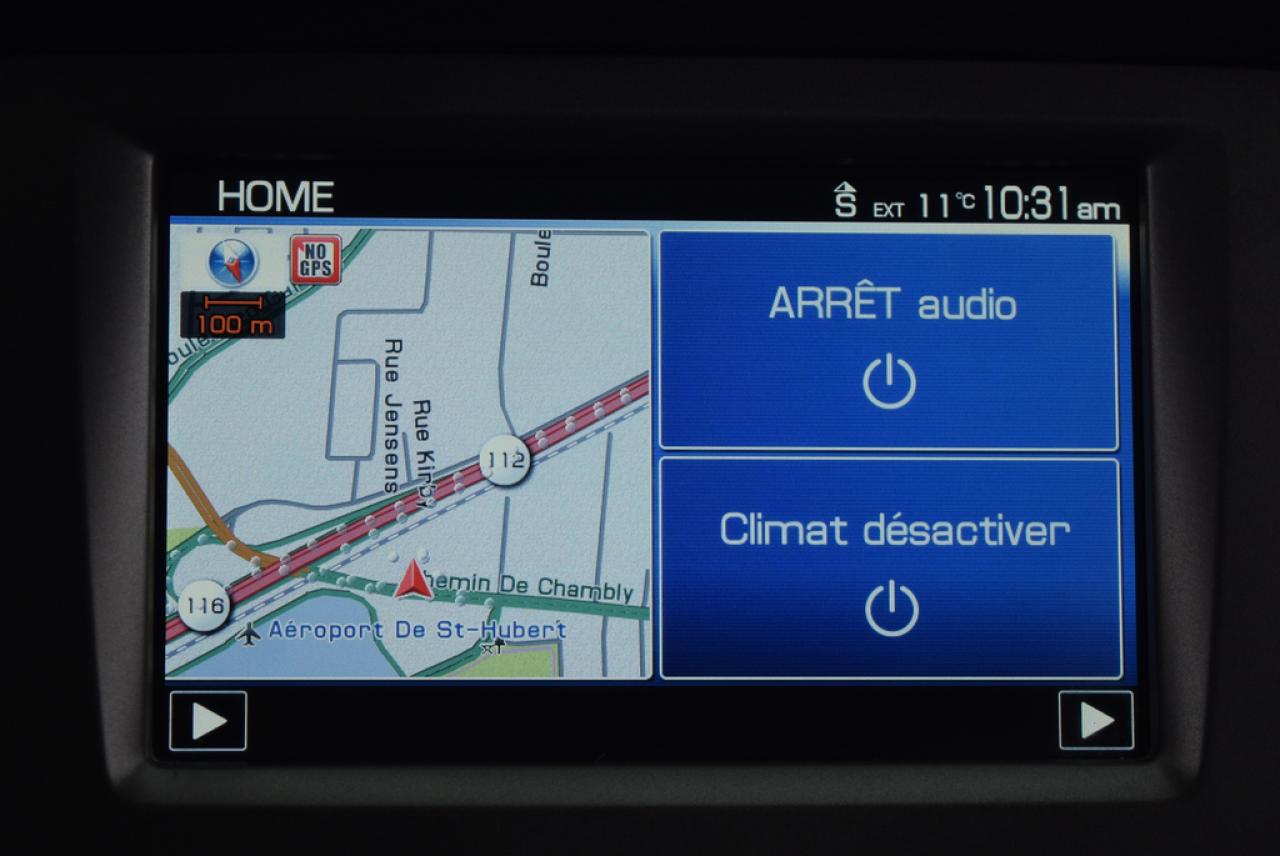 HOME
S EXT 11°C 10:31 am
NO
GPS
100 m
Boule
Rue Jensens
Rue Kirby
112
116
hemin De Chambly
Aéroport De St-Hubert
ARRÊT audio
Climat désactiver